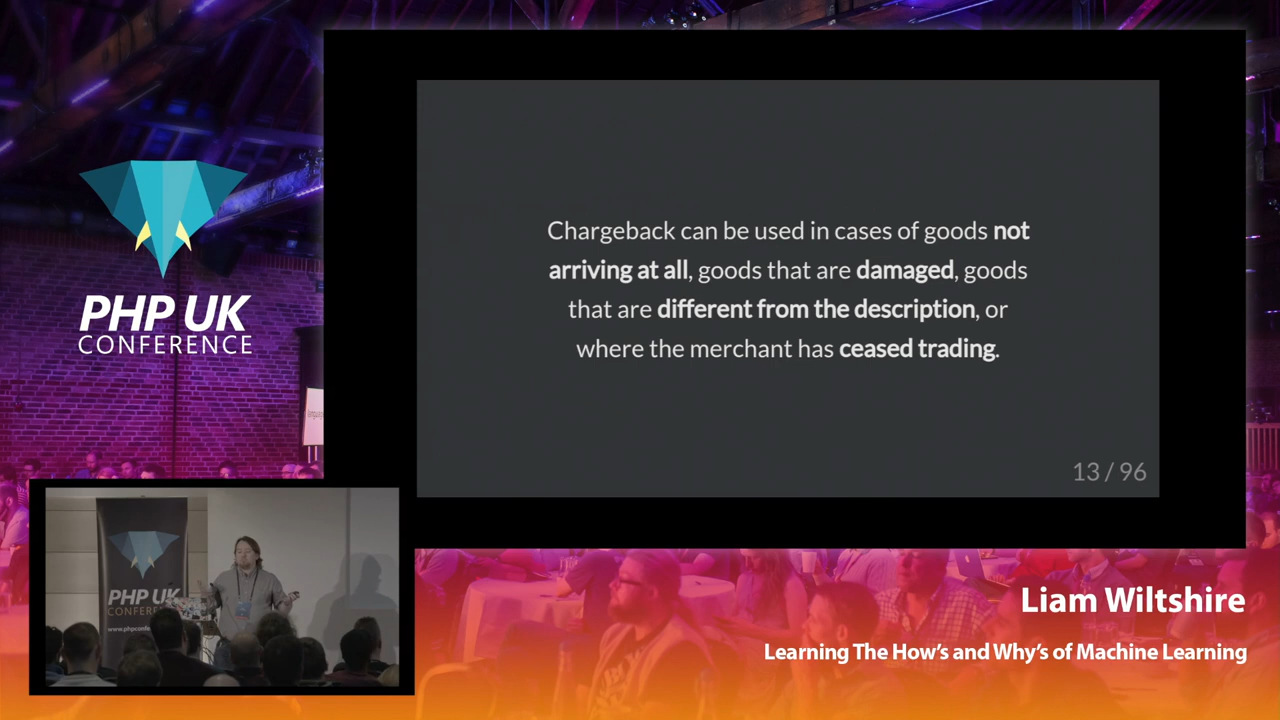 PHP UK
CONFERENCE
Chargeback can be used in cases of goods not
arriving at all, goods that are damaged, goods
that are different from the description, or
where the merchant has ceased trading.
13 / 96
PHP UK
Liam Wiltshire
Learning The How's and Why's of Machine Learning